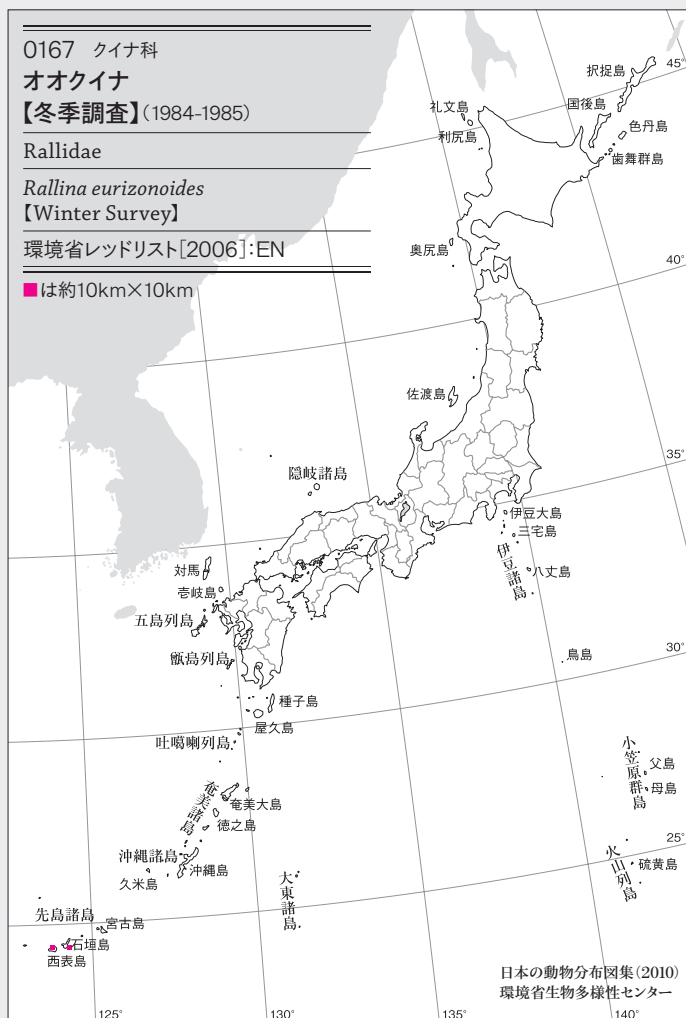 0167 クイナ科
オオクイナ
【冬季調査】(1984-1985)
Rallidae
Rallina eurizonoides
【Winter Survey】
環境省レッドリスト[2006]:EN
■は約10km×10km
45°
択捉島
国後島
礼文島
色丹島
利尻島
歯舞群島
奥尻島
40°
佐渡島
35°
隠岐諸島
伊豆大島
三宅島
伊豆諸島
八丈島
対馬
壱岐島
五島列島
甑島列島
鳥島
30°
種子島
屋久島
吐噶喇列島
小笠原群島
父島
母島
奄美諸島
奄美大島
徳之島
25°
沖縄諸島
沖縄島
久米島
大東諸島
火山列島
硫黄島
先島諸島
宮古島
石垣島
西表島
日本の動物分布図集(2010)
環境省生物多様性センター
125°
130°
135°
140°